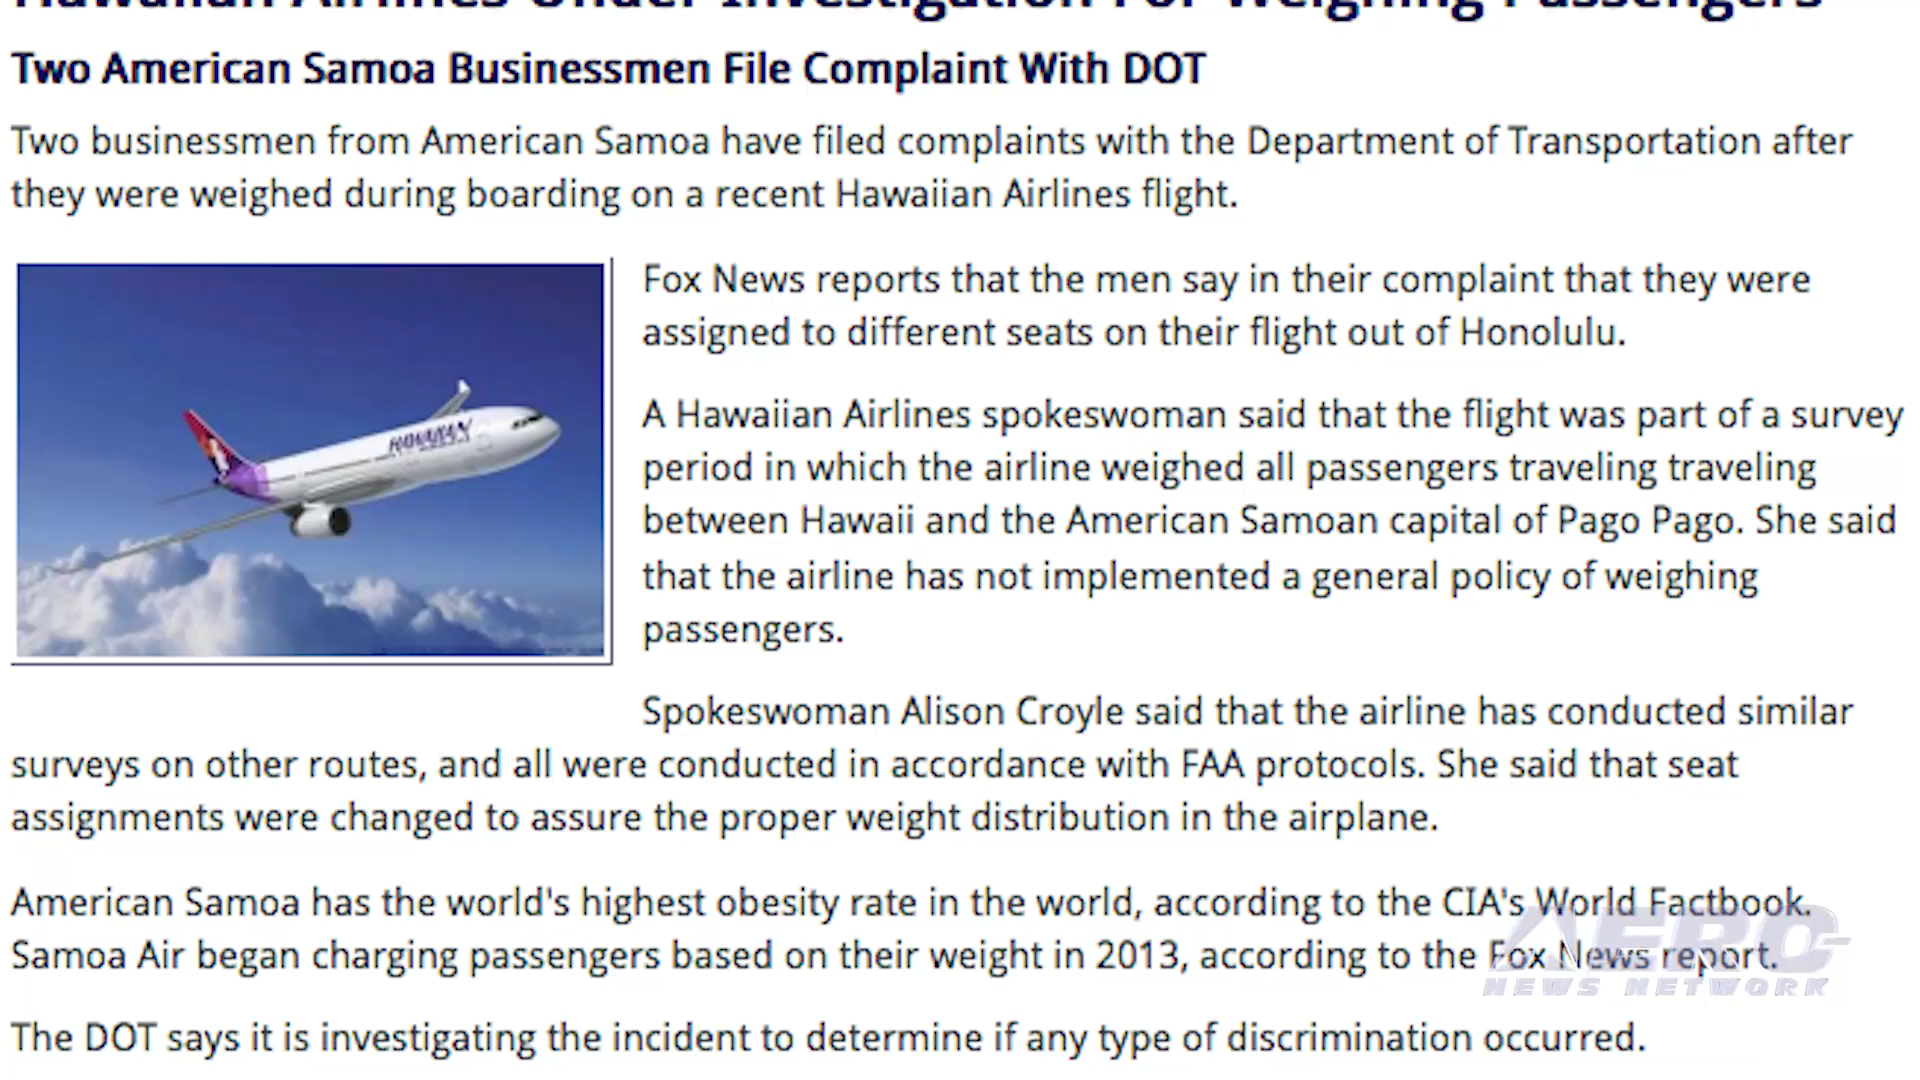 Hawaiian Airlines Under Investigation For Weighing Passengers
Two American Samoa Businessmen File Complaint With DOT
Two businessmen from American Samoa have filed complaints with the Department of Transportation after
they were weighed during boarding on a recent Hawaiian Airlines flight.
Fox News reports that the men say in their complaint that they were
assigned to different seats on their flight out of Honolulu.
HAWAIIAN
A Hawaiian Airlines spokeswoman said that the flight was part of a survey
period in which the airline weighed all passengers traveling traveling
between Hawaii and the American Samoan capital of Pago Pago. She said
that the airline has not implemented a general policy of weighing
passengers.
Spokeswoman Alison Croyle said that the airline has conducted similar
surveys on other routes, and all were conducted in accordance with FAA protocols. She said that seat
assignments were changed to assure the proper weight distribution in the airplane.
American Samoa has the world's highest obesity rate in the world, according to the CIA's World Factbook.
Samoa Air began charging passengers based on their weight in 2013, according to the Fox News report.
AERO
NEWS NETWORK
The DOT says it is investigating the incident to determine if any type of discrimination occurred.